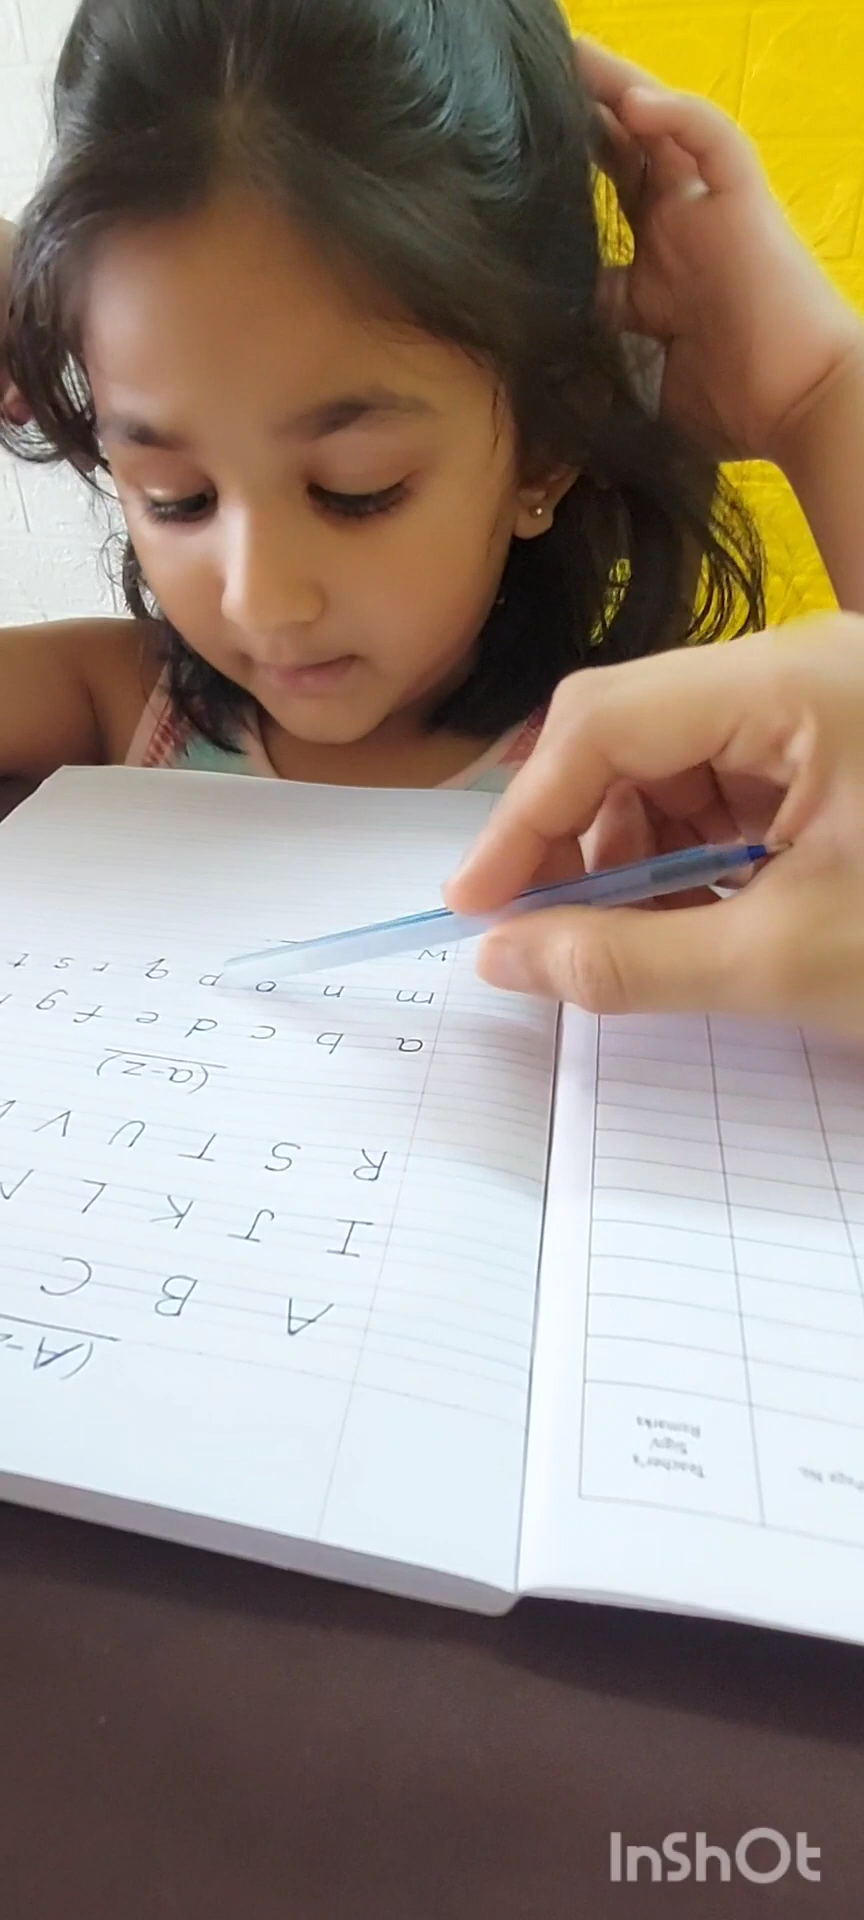 (A-Z
A B C
I J K L
R S T U V
(a-z)
a b c d e f g
m n o p q r s t
w
Teacher's
Sign/
Remarks
Page No.
InShOt